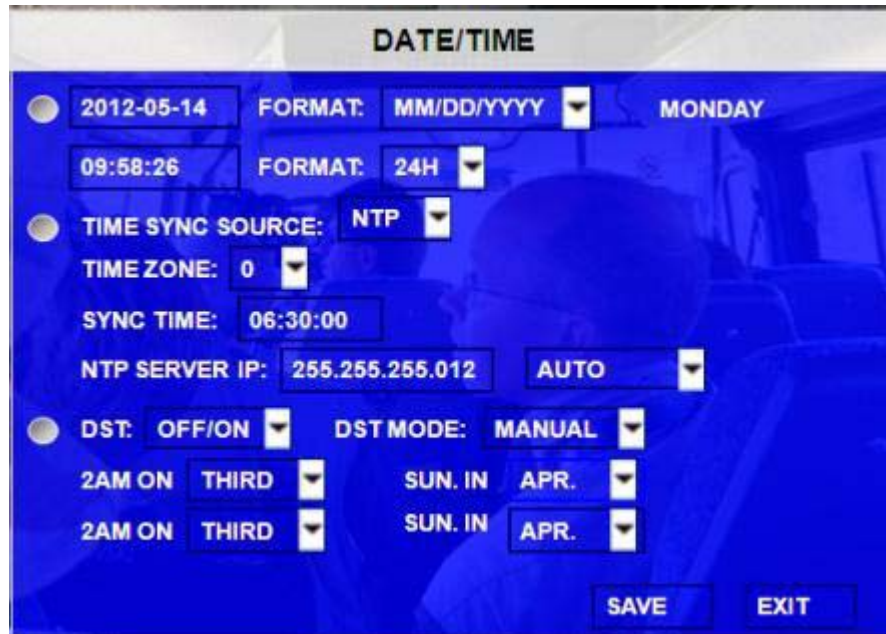 DATE/TIME
2012-05-14 FORMAT: MM/DD/YYYY MONDAY
09:58:26 FORMAT: 24H
TIME SYNC SOURCE: NTP
TIME ZONE: 0
SYNC TIME: 06:30:00
NTP SERVER IP: 255.255.255.012 AUTO
DST: OFF/ON DST MODE: MANUAL
2AM ON THIRD SUN. IN APR.
2AM ON THIRD SUN. IN APR.
SAVE EXIT